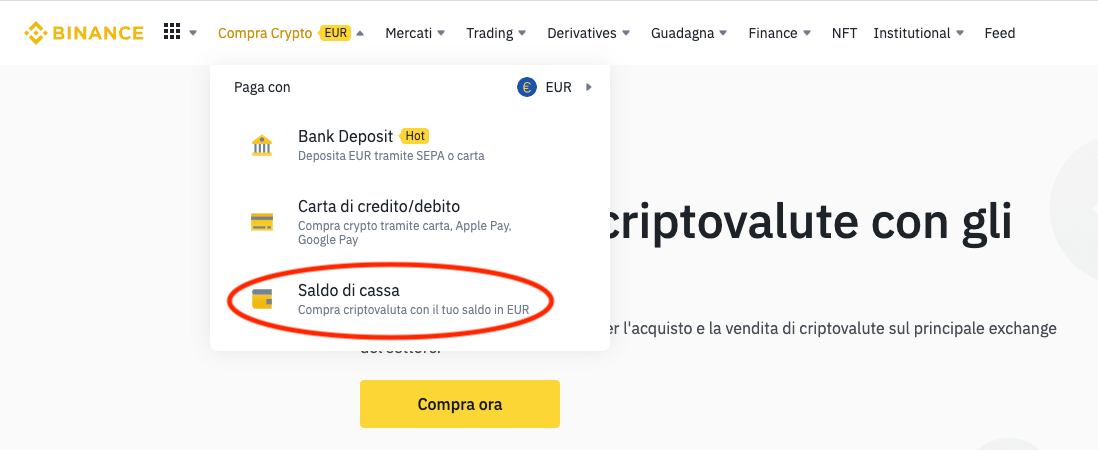 BINANCE Compra Crypto EUR Mercati Trading Derivatives Guadagna Finance NFT Institutional Feed
Paga con € EUR
Bank Deposit Hot
Deposita EUR tramite SEPA o carta
Carta di credito/debito
Compra crypto tramite carta, Apple Pay,
Google Pay
criptovalute con gli
Saldo di cassa
Compra criptovaluta con il tuo saldo in EUR
l'acquisto e la vendita di criptovalute sul principale exchange
Compra ora